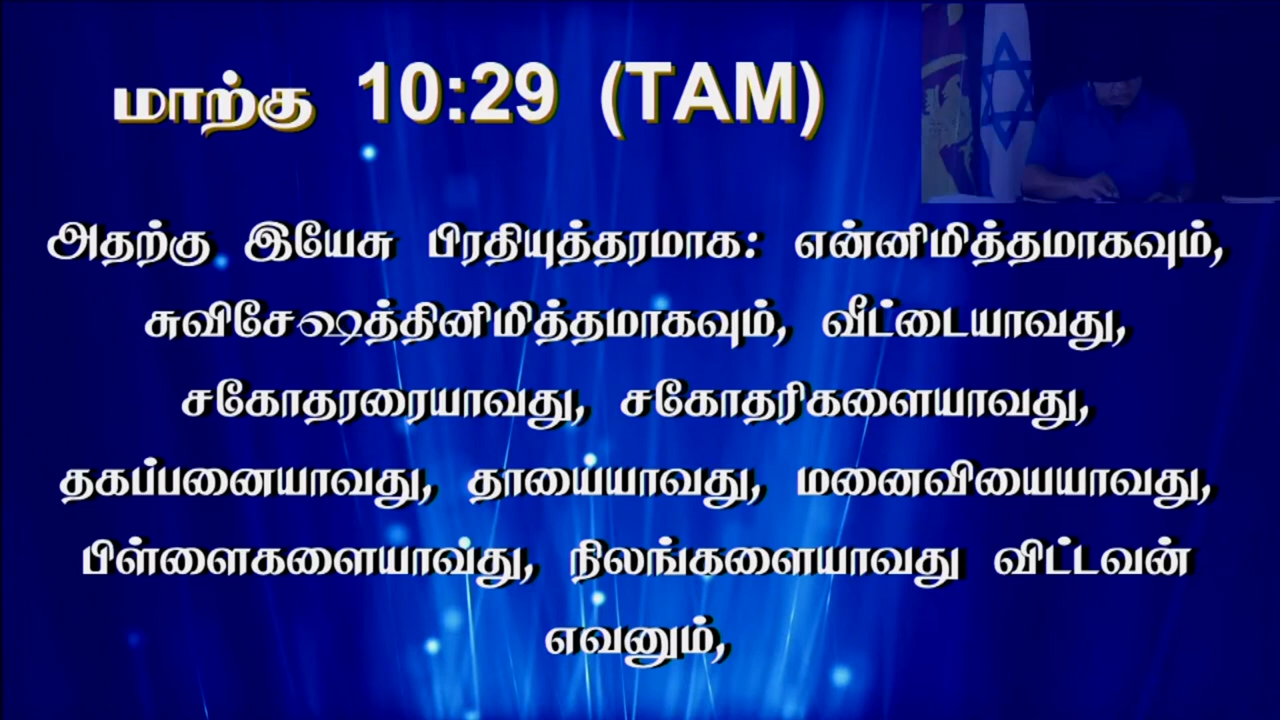 மாற்கு 10:29 (TAM)
அதற்கு இயேசு பிரதியுத்தரமாக: என்னிமித்தமாகவும்,
சுவிசேஷத்தினிமித்தமாகவும், வீட்டையாவது,
சகோதரரையாவது, சகோதரிகளையாவது,
தகப்பனையாவது, தாயையாவது, மனைவியையாவது,
பிள்ளைகளையாவது, நிலங்களையாவது விட்டவன்
எவனும்,